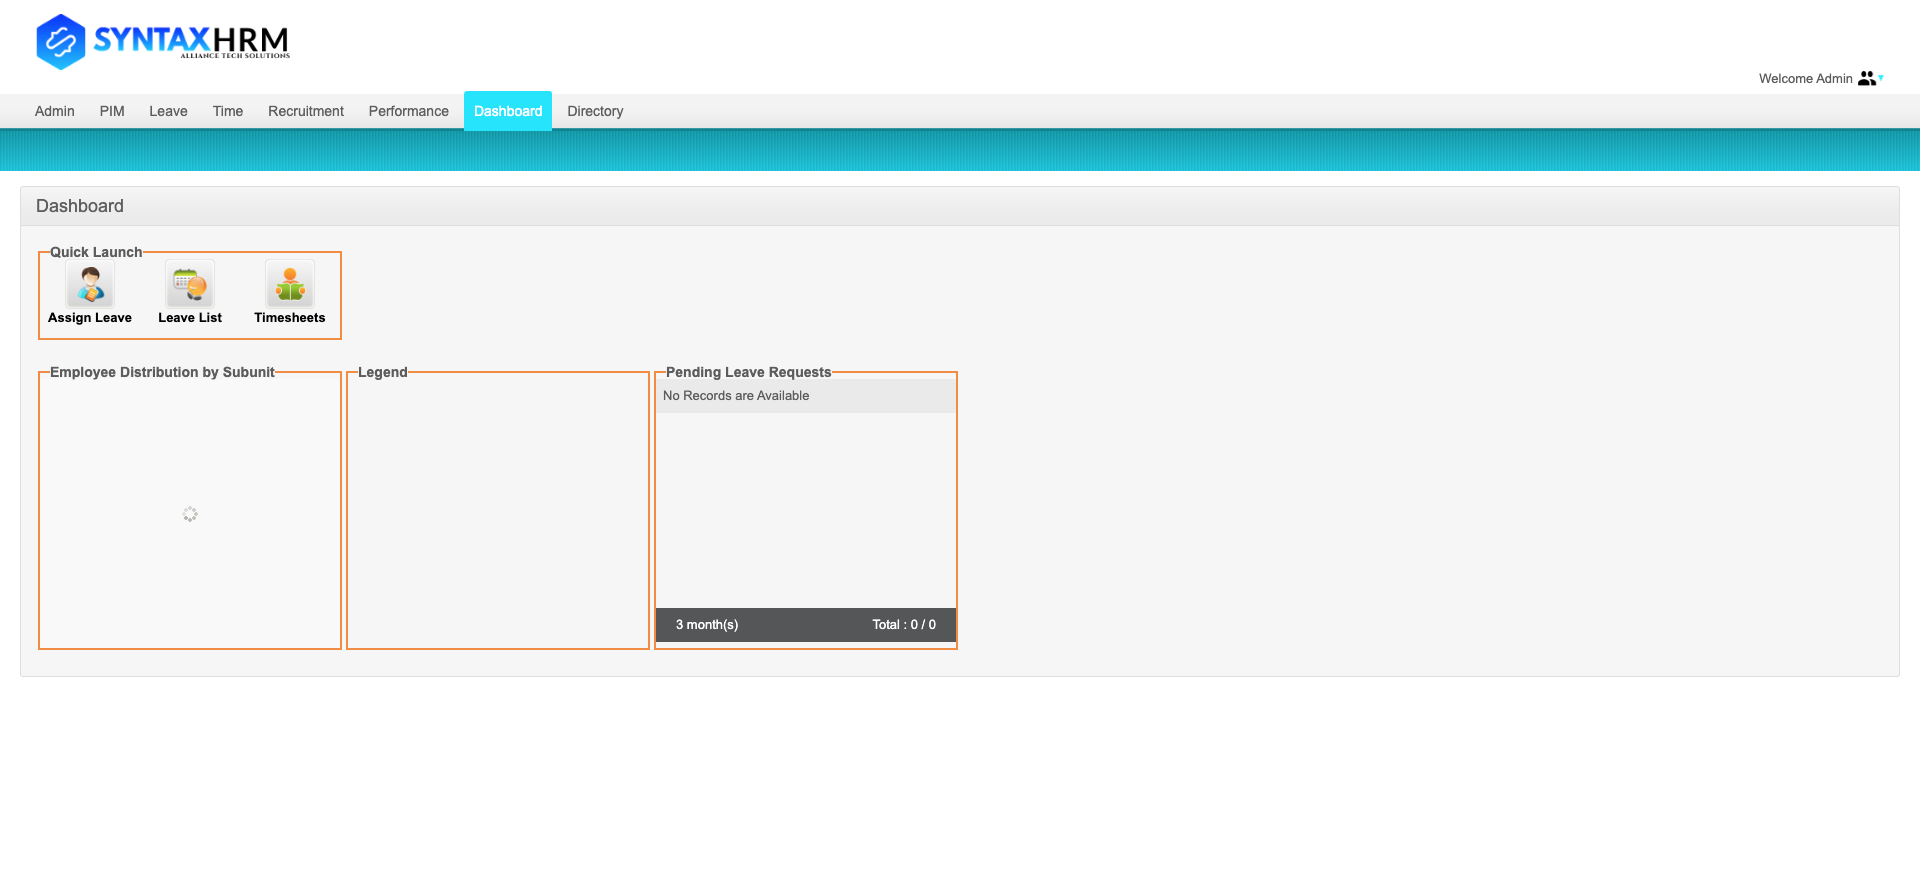 SYNTAXHRM
ALLIANCE TECH SOLUTIONS
Welcome Admin
Admin PIM Leave Time Recruitment Performance Dashboard Directory
Dashboard
Quick Launch
Assign Leave Leave List Timesheets
Employee Distribution by Subunit Legend Pending Leave Requests
No Records are Available
3 month(s) Total : 0 / 0